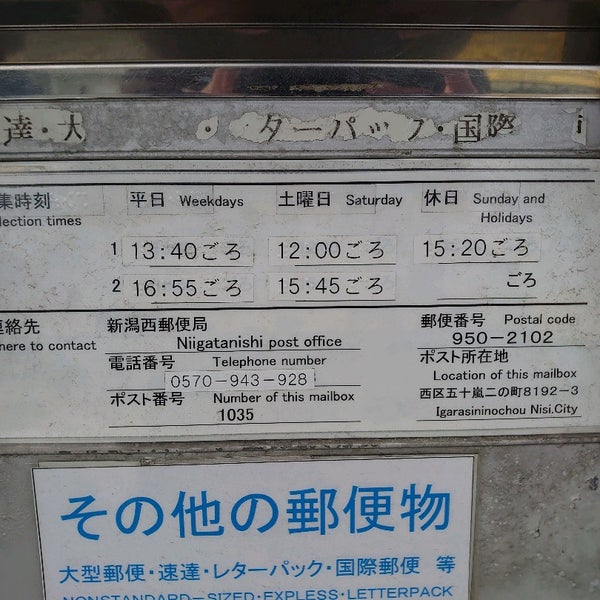 達・大 ・ ターパック・国際
集時刻 平日 Weekdays 土曜日 Saturday 休日 Sunday and
lection times Holidays
1 13:40ごろ 12:00ごろ 15:20ごろ
2 16:55ごろ 15:45ごろ ごろ
連絡先 新潟西郵便局 郵便番号 Postal code
here to contact Niigatanishi post office 950-2102
電話番号 Telephone number ポスト所在地
0570-943-928 Location of this mailbox
ポスト番号 Number of this mailbox 西区五十嵐二の町8192-3
1035 Igarasininochou Nisi.City
その他の郵便物
大型郵便・速達・レターパック・国際郵便 等
NONSTANDARD-SIZED・EXPLESS・LETTERPACK